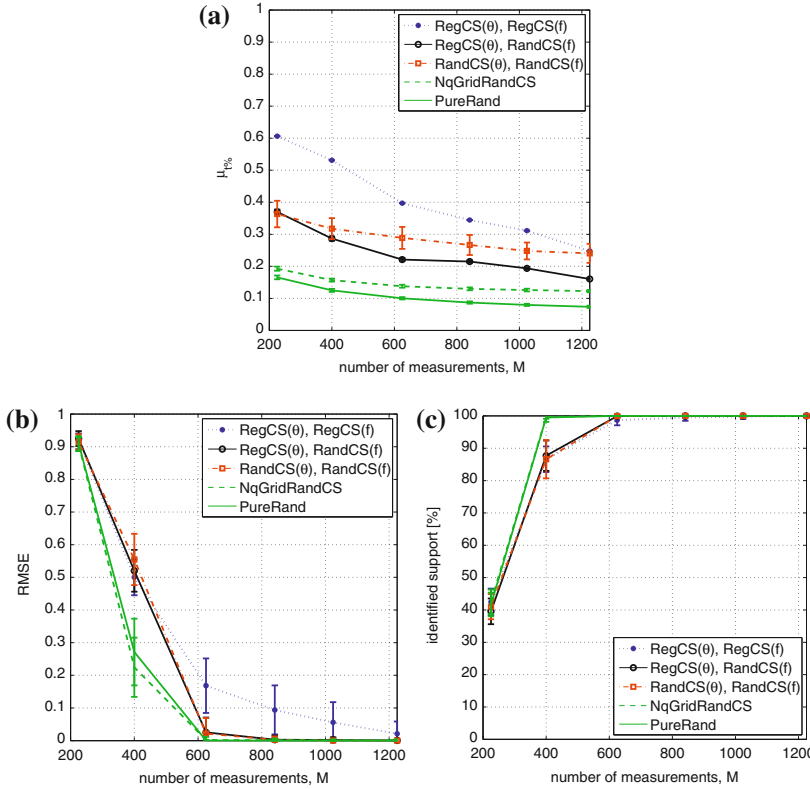 (a)
1
0.9
0.8
0.7
0.6
0.5
0.4
0.3
0.2
0.1
0
μt%
200 400 600 800 1000 1200
number of measurements, M
RegCS(θ), RegCS(f)
RegCS(θ), RandCS(f)
RandCS(θ), RandCS(f)
NqGridRandCS
PureRand
(b)
1
0.9
0.8
0.7
0.6
0.5
0.4
0.3
0.2
0.1
0
RMSE
200 400 600 800 1000 1200
number of measurements, M
RegCS(θ), RegCS(f)
RegCS(θ), RandCS(f)
RandCS(θ), RandCS(f)
NqGridRandCS
PureRand
(c)
100
90
80
70
60
50
40
30
20
10
0
identified support [%]
200 400 600 800 1000 1200
number of measurements, M
RegCS(θ), RegCS(f)
RegCS(θ), RandCS(f)
RandCS(θ), RandCS(f)
NqGridRandCS
PureRand